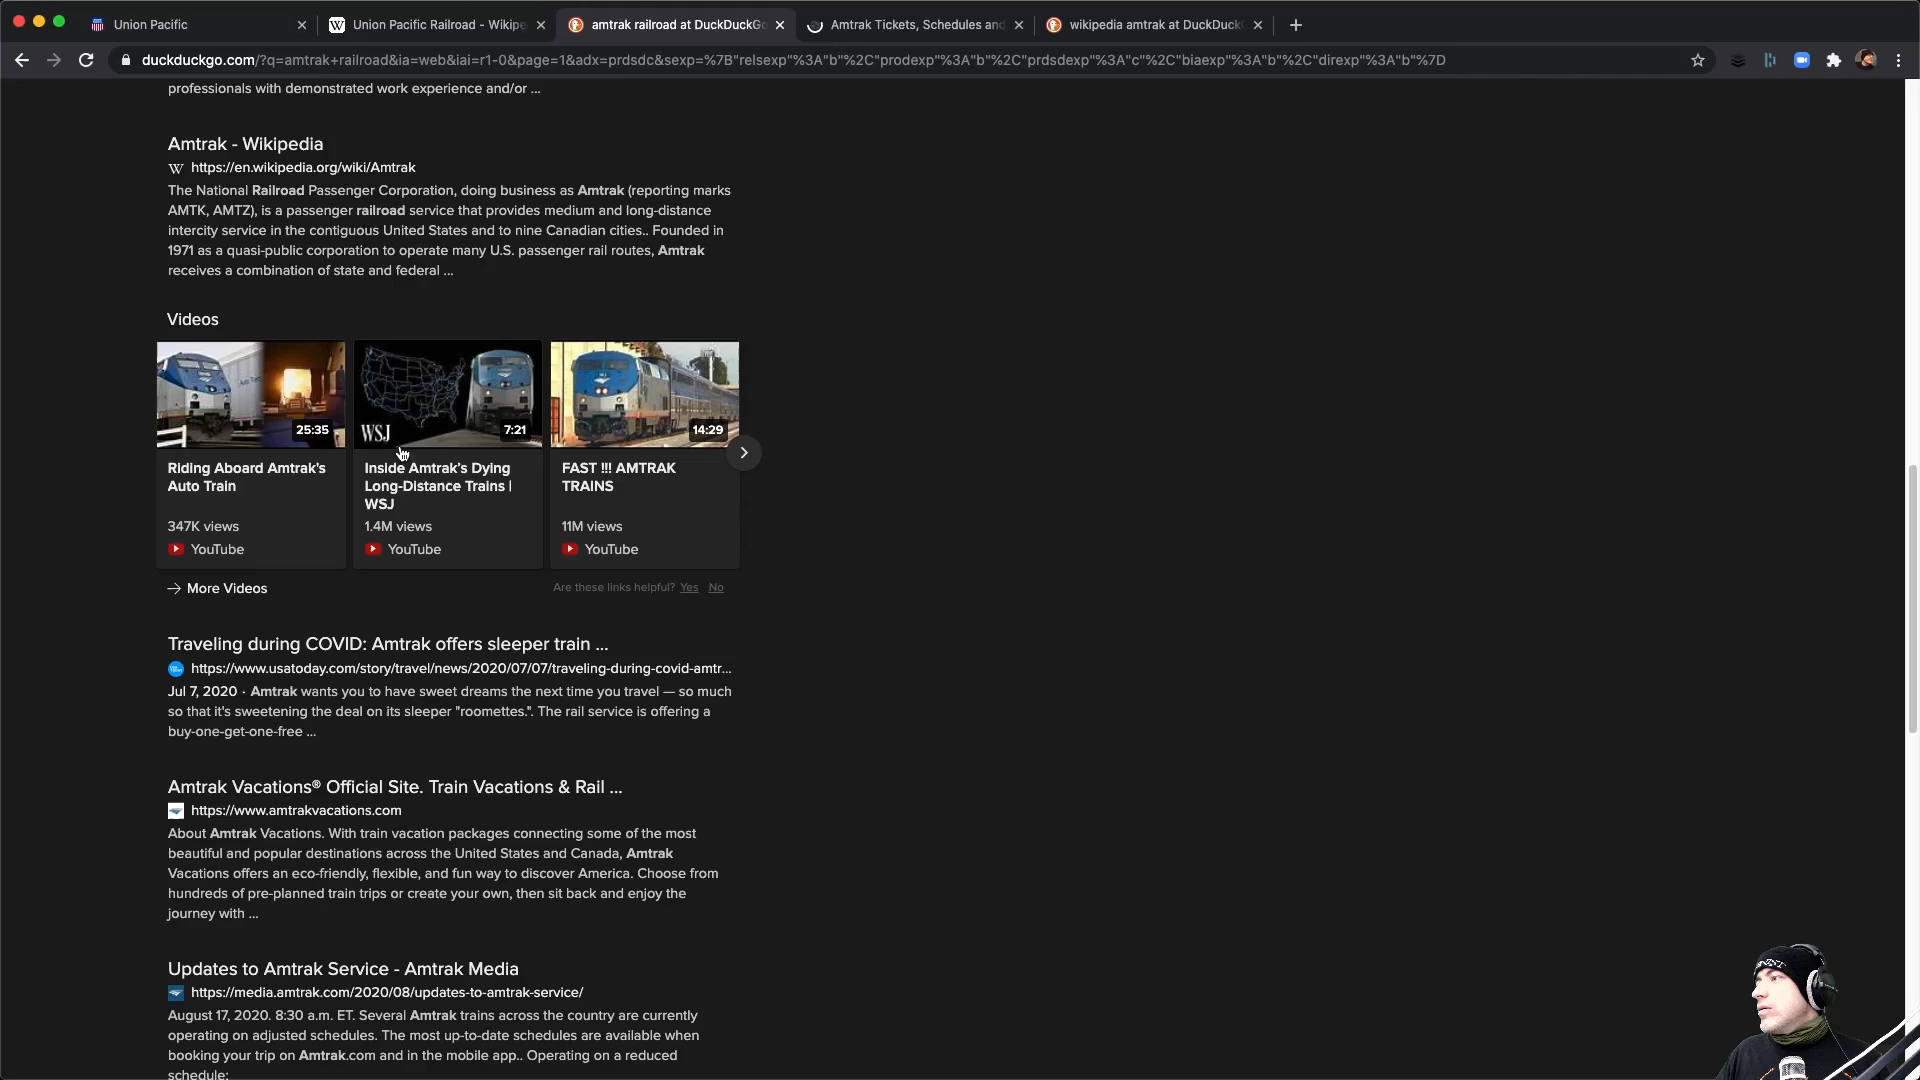 Union Pacific
Union Pacific Railroad - Wikipe
amtrak railroad at DuckDuckGo
Amtrak Tickets, Schedules and
wikipedia amtrak at DuckDuckG
duckduckgo.com/?q=amtrak+railroad&ia=web&iai=r1-0&page=1&adx=prdsdc&sexp=%7B"relsexp"%3A"b"%2C"prodexp"%3A"b"%2C"prdsdexp"%3A"c"%2C"biaexp"%3A"b"%2C"direxp"%3A"b"%7D
professionals with demonstrated work experience and/or ...
Amtrak - Wikipedia
W https://en.wikipedia.org/wiki/Amtrak
The National Railroad Passenger Corporation, doing business as Amtrak (reporting marks
AMTK, AMTZ), is a passenger railroad service that provides medium and long-distance
intercity service in the contiguous United States and to nine Canadian cities.. Founded in
1971 as a quasi-public corporation to operate many U.S. passenger rail routes, Amtrak
receives a combination of state and federal ...
Videos
25:35
WSJ
7:21
14:29
Riding Aboard Amtrak's
Auto Train
347K views
YouTube
Inside Amtrak's Dying
Long-Distance Trains |
WSJ
1.4M views
YouTube
FAST !!! AMTRAK
TRAINS
11M views
YouTube
More Videos
Are these links helpful? Yes No
Traveling during COVID: Amtrak offers sleeper train ...
https://www.usatoday.com/story/travel/news/2020/07/07/traveling-during-covid-amtr...
Jul 7, 2020 · Amtrak wants you to have sweet dreams the next time you travel — so much
so that it's sweetening the deal on its sleeper "roomettes.". The rail service is offering a
buy-one-get-one-free ...
Amtrak Vacations® Official Site. Train Vacations & Rail ...
https://www.amtrakvacations.com
About Amtrak Vacations. With train vacation packages connecting some of the most
beautiful and popular destinations across the United States and Canada, Amtrak
Vacations offers an eco-friendly, flexible, and fun way to discover America. Choose from
hundreds of pre-planned train trips or create your own, then sit back and enjoy the
journey with ...
Updates to Amtrak Service - Amtrak Media
https://media.amtrak.com/2020/08/updates-to-amtrak-service/
August 17, 2020. 8:30 a.m. ET. Several Amtrak trains across the country are currently
operating on adjusted schedules. The most up-to-date schedules are available when
booking your trip on Amtrak.com and in the mobile app.. Operating on a reduced
schedule: